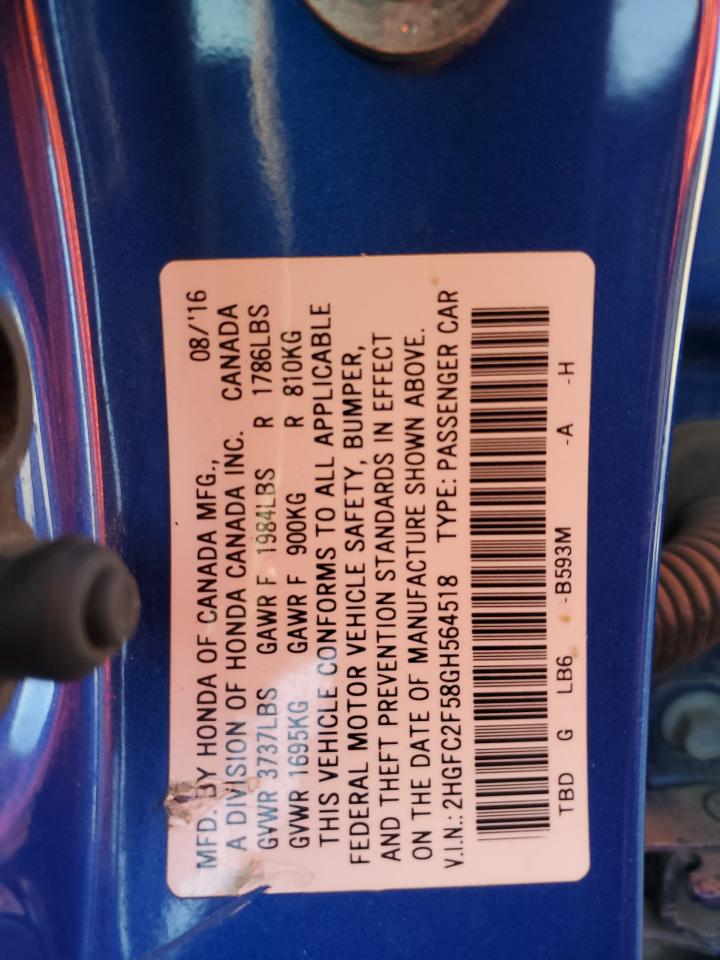 MFD. BY HONDA OF CANADA MFG., 08/'16
A DIVISION OF HONDA CANADA INC. CANADA
GVWR 3737LBS GAWR F 1984LBS R 1786LBS
GVWR 1695KG GAWR F 900KG R 810KG
THIS VEHICLE CONFORMS TO ALL APPLICABLE
FEDERAL MOTOR VEHICLE SAFETY, BUMPER,
AND THEFT PREVENTION STANDARDS IN EFFECT
ON THE DATE OF MANUFACTURE SHOWN ABOVE.
V.I.N.: 2HGFC2F58GH564518 TYPE: PASSENGER CAR
TBD G LB6 -B593M -A -H